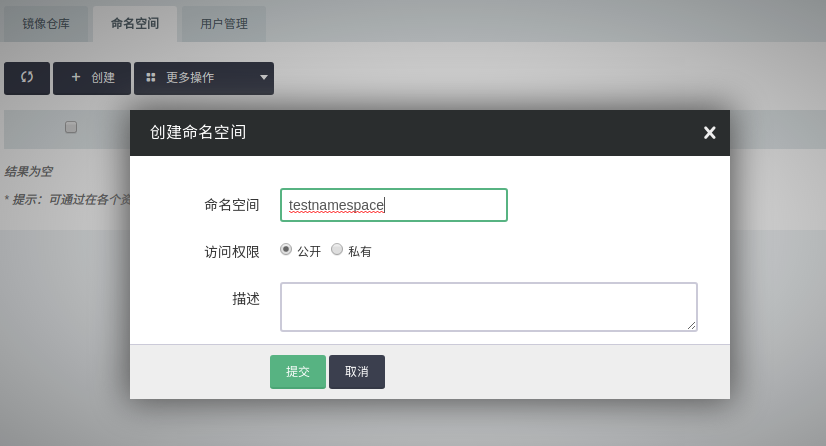 镜像仓库 命名空间 用户管理
创建 更多操作
创建命名空间
结果为空
* 提示：可通过在各个
命名空间 testnamespace
访问权限 公开 私有
描述
提交 取消